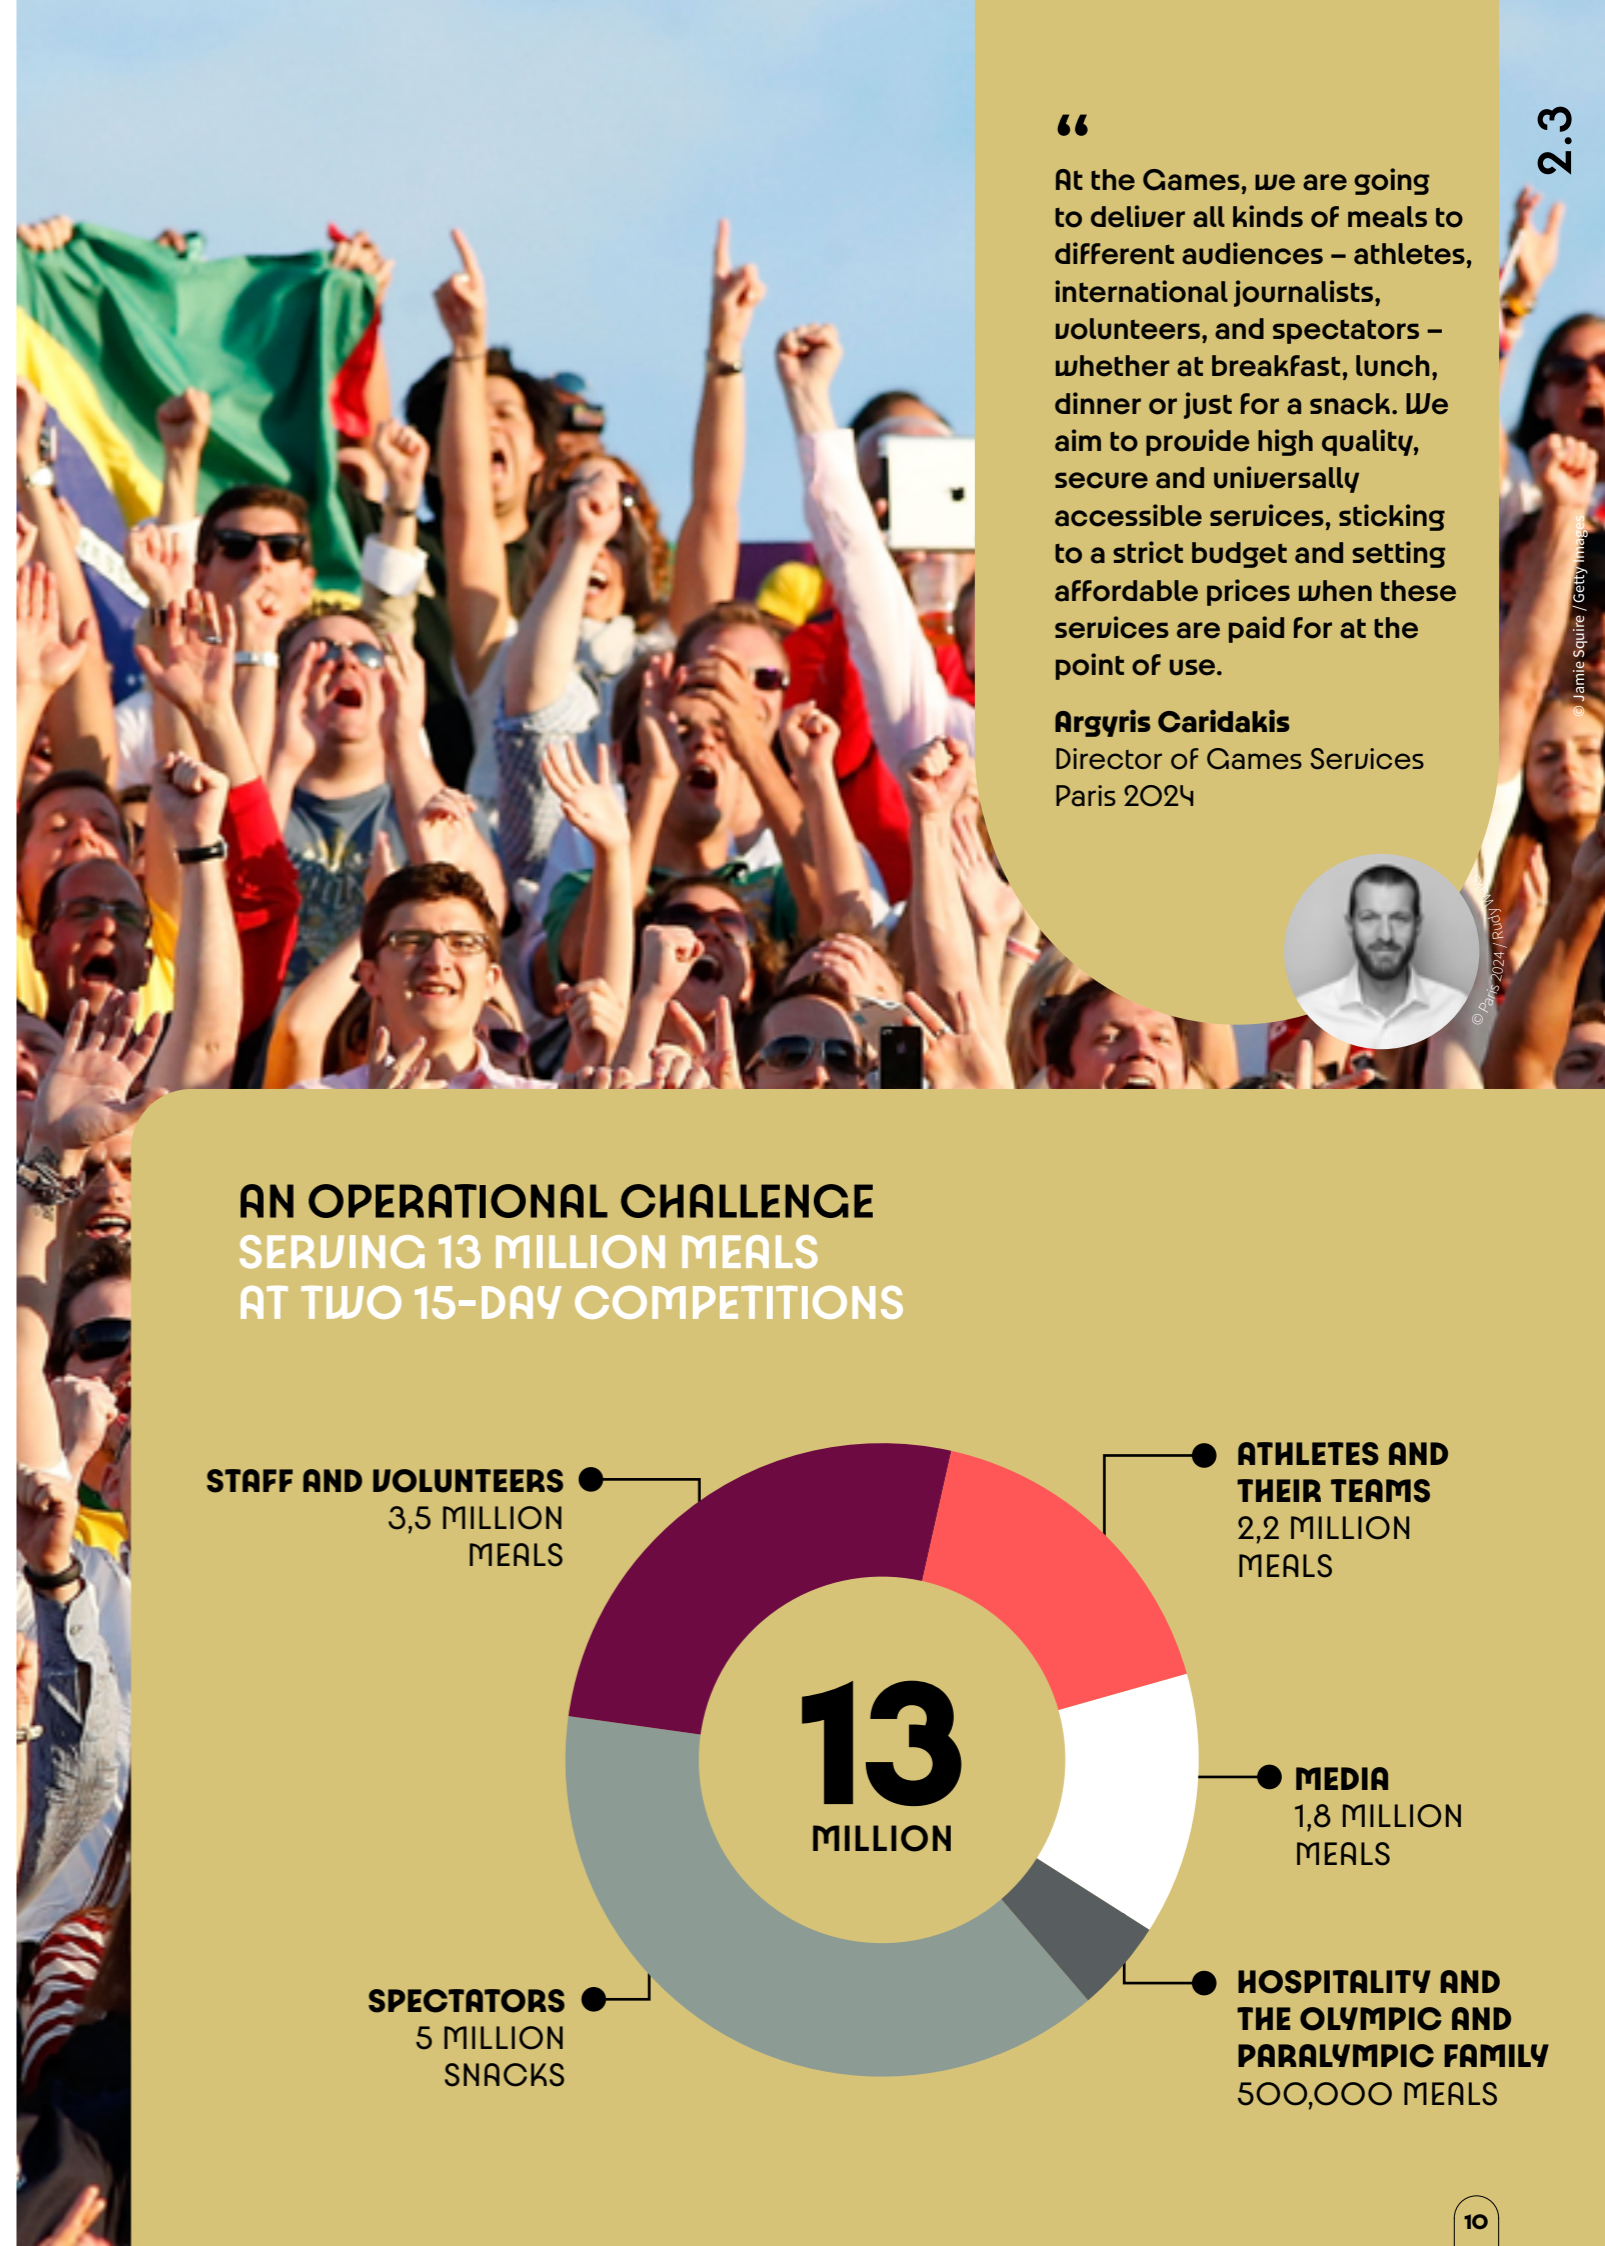 2.3
“
At the Games, we are going
to deliver all kinds of meals to
different audiences – athletes,
international journalists,
volunteers, and spectators –
whether at breakfast, lunch,
dinner or just for a snack. We
aim to provide high quality,
secure and universally
accessible services, sticking
to a strict budget and setting
affordable prices when these
services are paid for at the
point of use.
Argyris Caridakis
Director of Games Services
Paris 2024
© Jamie Squire / Getty Images
© Paris 2024 / Rudy
AN OPERATIONAL CHALLENGE
SERVING 13 MILLION MEALS
AT TWO 15-DAY COMPETITIONS
STAFF AND VOLUNTEERS
3,5 MILLION
MEALS
ATHLETES AND
THEIR TEAMS
2,2 MILLION
MEALS
13
MILLION
MEDIA
1,8 MILLION
MEALS
SPECTATORS
5 MILLION
SNACKS
HOSPITALITY AND
THE OLYMPIC AND
PARALYMPIC FAMILY
500,000 MEALS
10